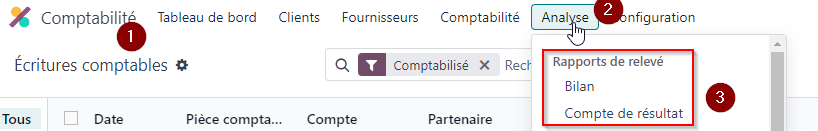 Comptabilité Tableau de bord Clients Fournisseurs Comptabilité Analyse onfiguration
1
2
Écritures comptables
Comptabilisé
Rech
Rapports de relevé
Bilan
3
Compte de résultat
Tous Date Pièce compta... Compte Partenaire